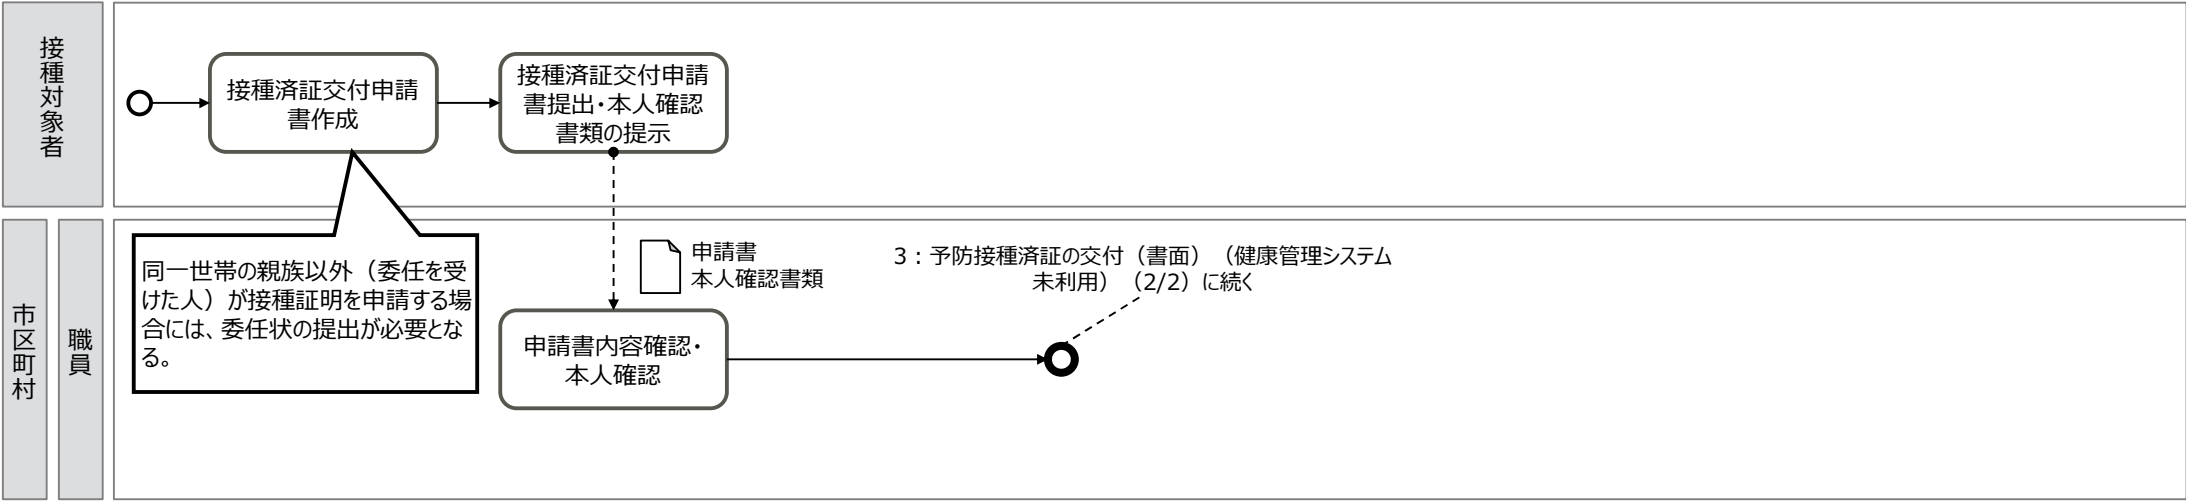 接種対象者
接種済証交付申請
書作成
接種済証交付申請
書提出・本人確認
書類の提示
市区町村
職員
同一世帯の親族以外（委任を受
けた人）が接種証明を申請する場
合には、委任状の提出が必要とな
る。
申請書
本人確認書類
3：予防接種済証の交付（書面）（健康管理システム
未利用）（2/2）に続く
申請書内容確認・
本人確認